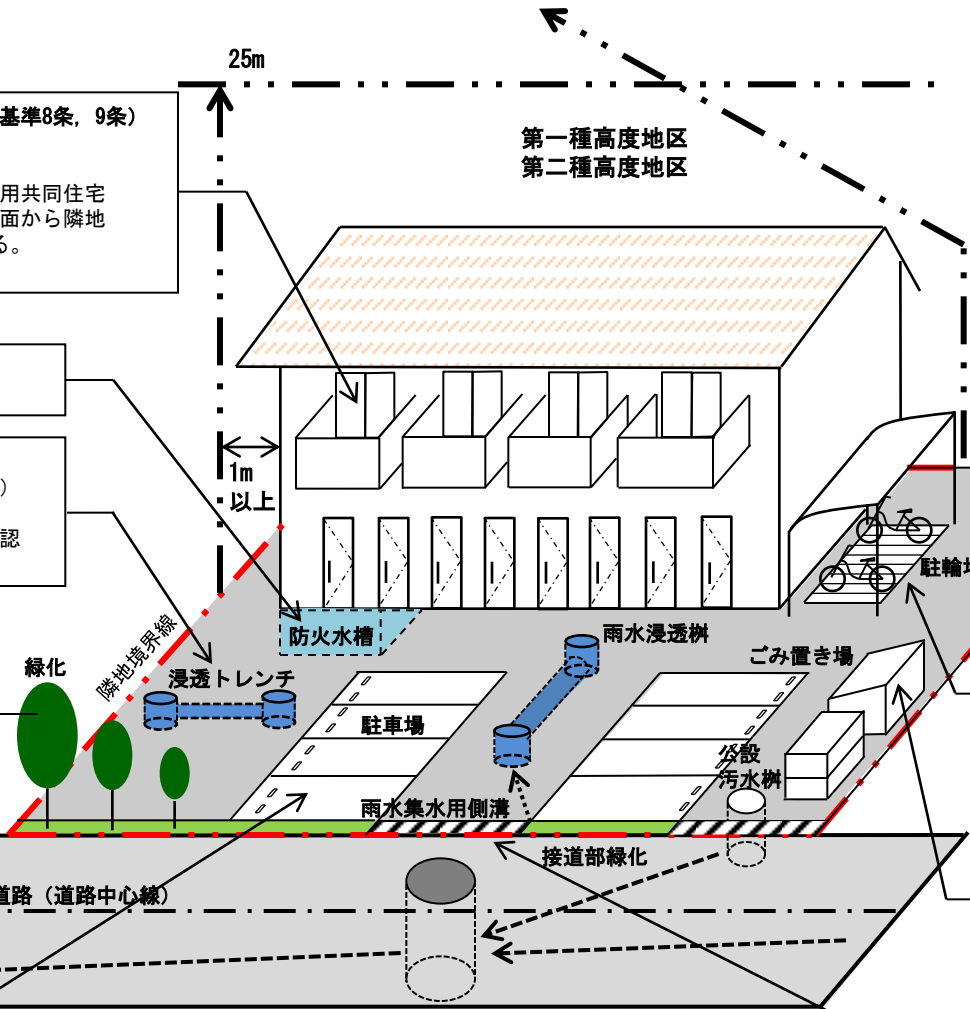 25m
基準8条, 9条）
用共同住宅
面から隣地
る。
第一種高度地区
第二種高度地区
）
認
1m
以上
駐輪場
防火水槽
雨水浸透桝
ごみ置き場
隣地境界線
緑化
浸透トレンチ
駐車場
公設
汚水桝
雨水集水用側溝
接道部緑化
道路（道路中心線）